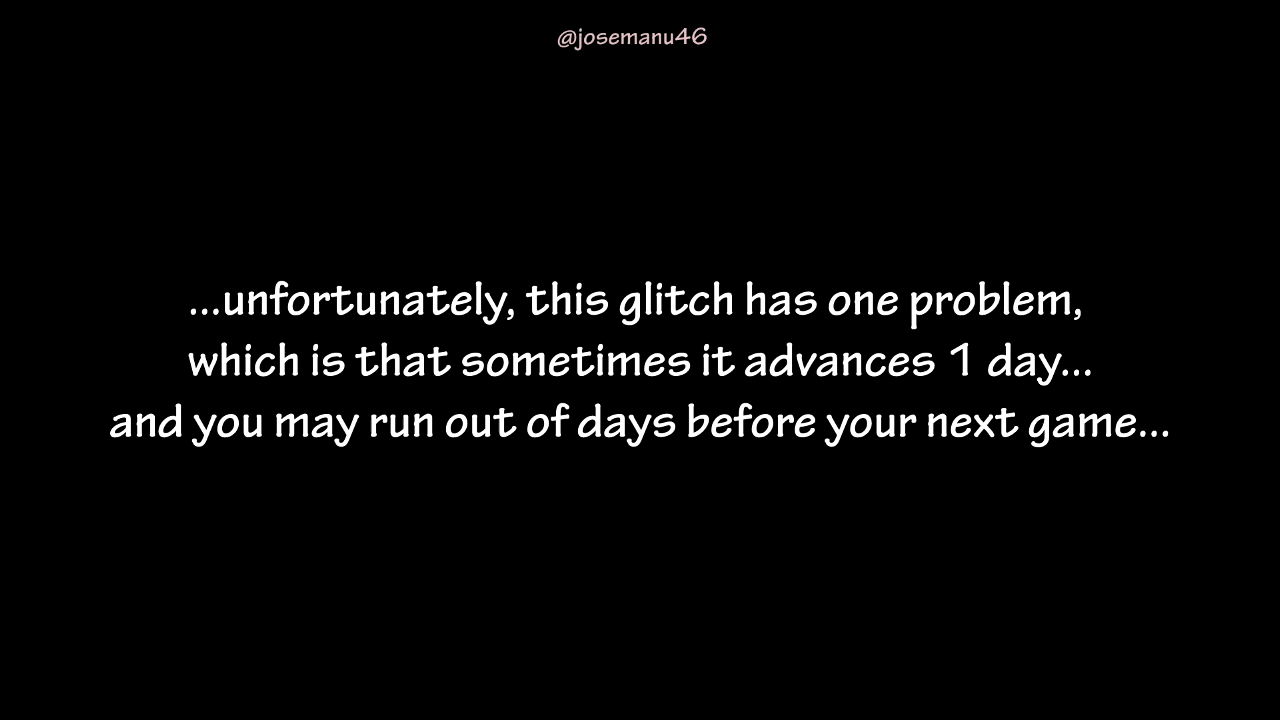 @josemanu46
...unfortunately, this glitch has one problem,
which is that sometimes it advances 1 day...
and you may run out of days before your next game...